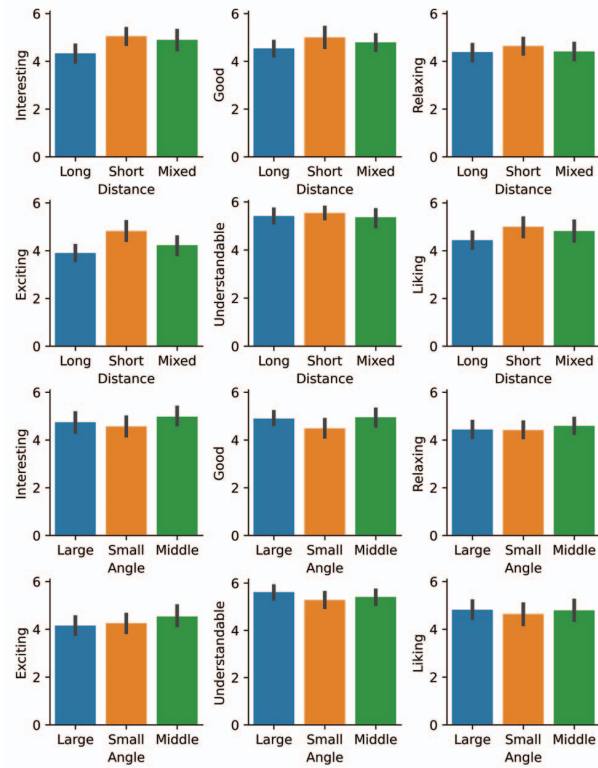 6
4
2
0
Interesting
Long Short Mixed
Distance
6
4
2
0
Good
Long Short Mixed
Distance
6
4
2
0
Relaxing
Long Short Mixed
Distance
6
4
2
0
Exciting
Long Short Mixed
Distance
6
4
2
0
Understandable
Long Short Mixed
Distance
6
4
2
0
Liking
Long Short Mixed
Distance
6
4
2
0
Interesting
Large Small Middle
Angle
6
4
2
0
Good
Large Small Middle
Angle
6
4
2
0
Relaxing
Large Small Middle
Angle
6
4
2
0
Exciting
Large Small Middle
Angle
6
4
2
0
Understandable
Large Small Middle
Angle
6
4
2
0
Liking
Large Small Middle
Angle